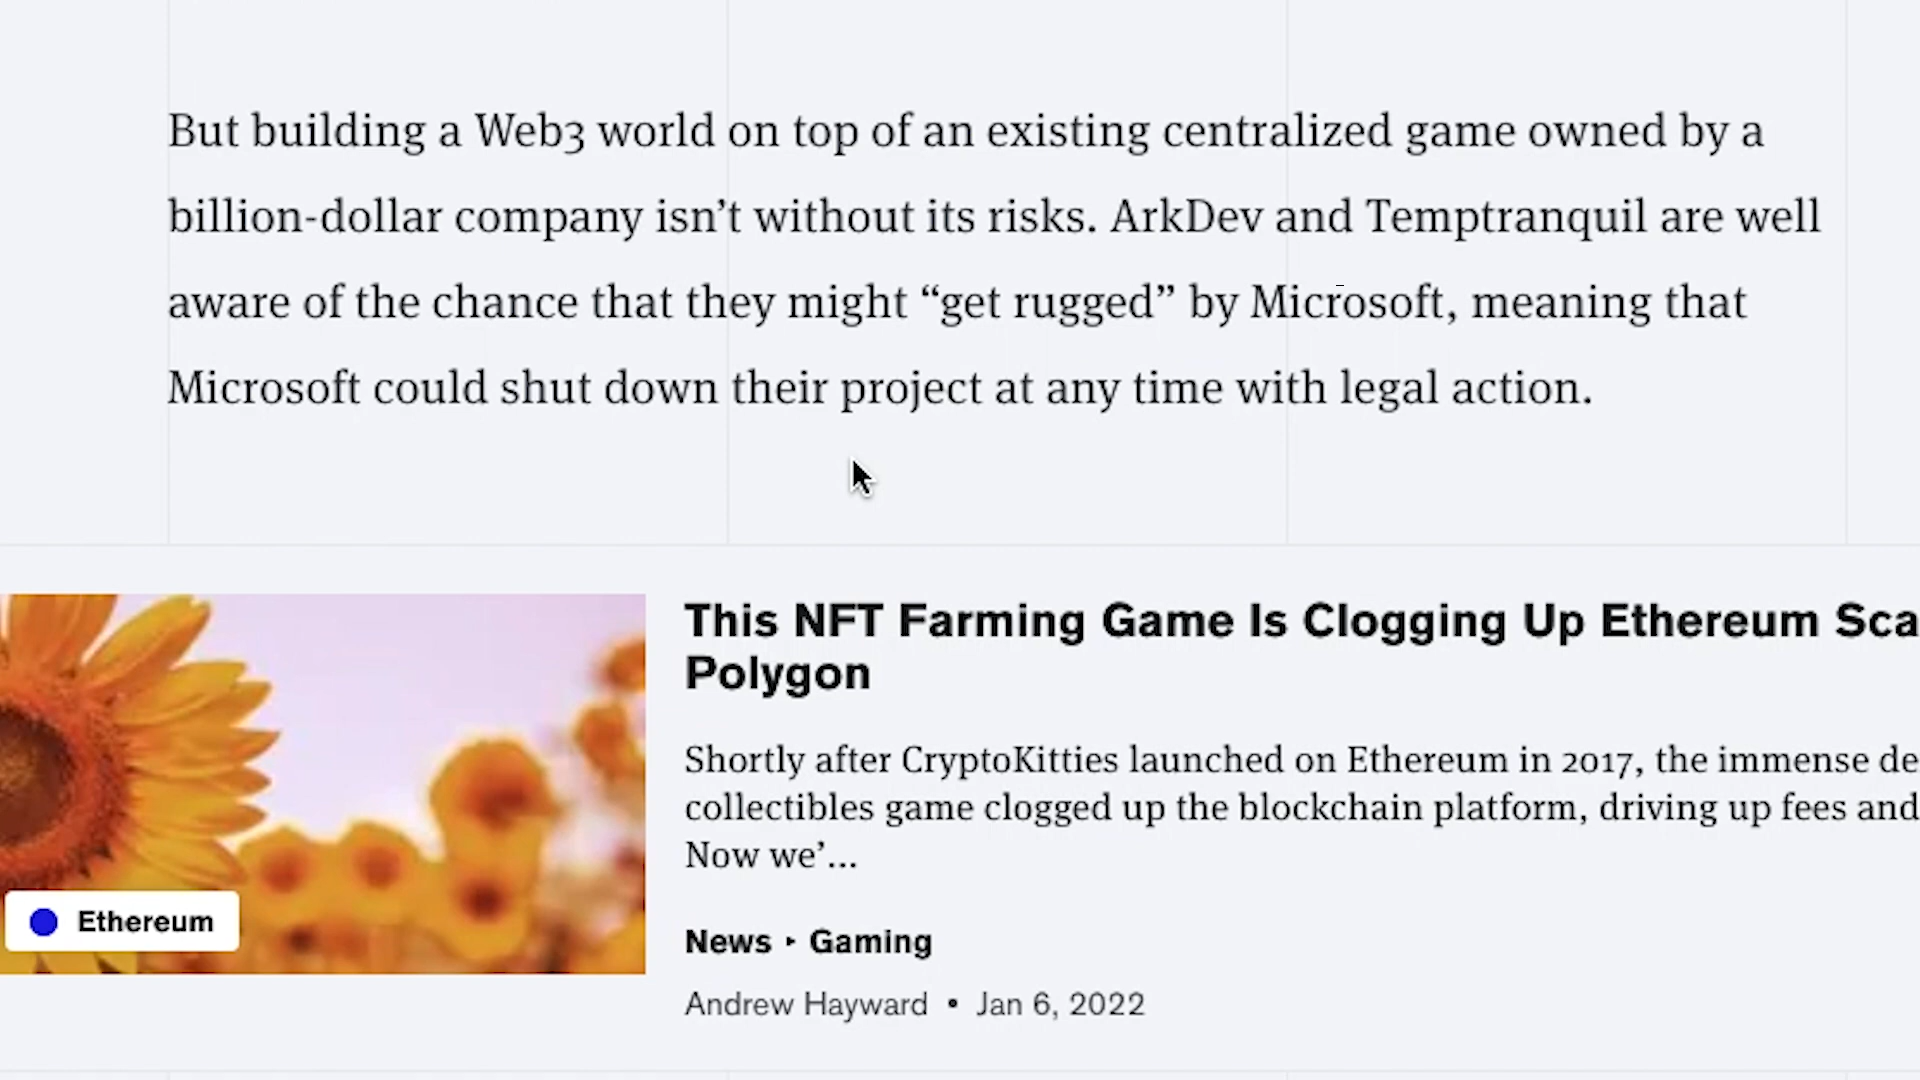 But building a Web3 world on top of an existing centralized game owned by a
billion-dollar company isn’t without its risks. ArkDev and Temptranquil are well
aware of the chance that they might “get rugged” by Microsoft, meaning that
Microsoft could shut down their project at any time with legal action.
This NFT Farming Game Is Clogging Up Ethereum Sca
Polygon
Shortly after CryptoKitties launched on Ethereum in 2017, the immense de
collectibles game clogged up the blockchain platform, driving up fees and
Now we’...
Ethereum
News ‣ Gaming
Andrew Hayward • Jan 6, 2022